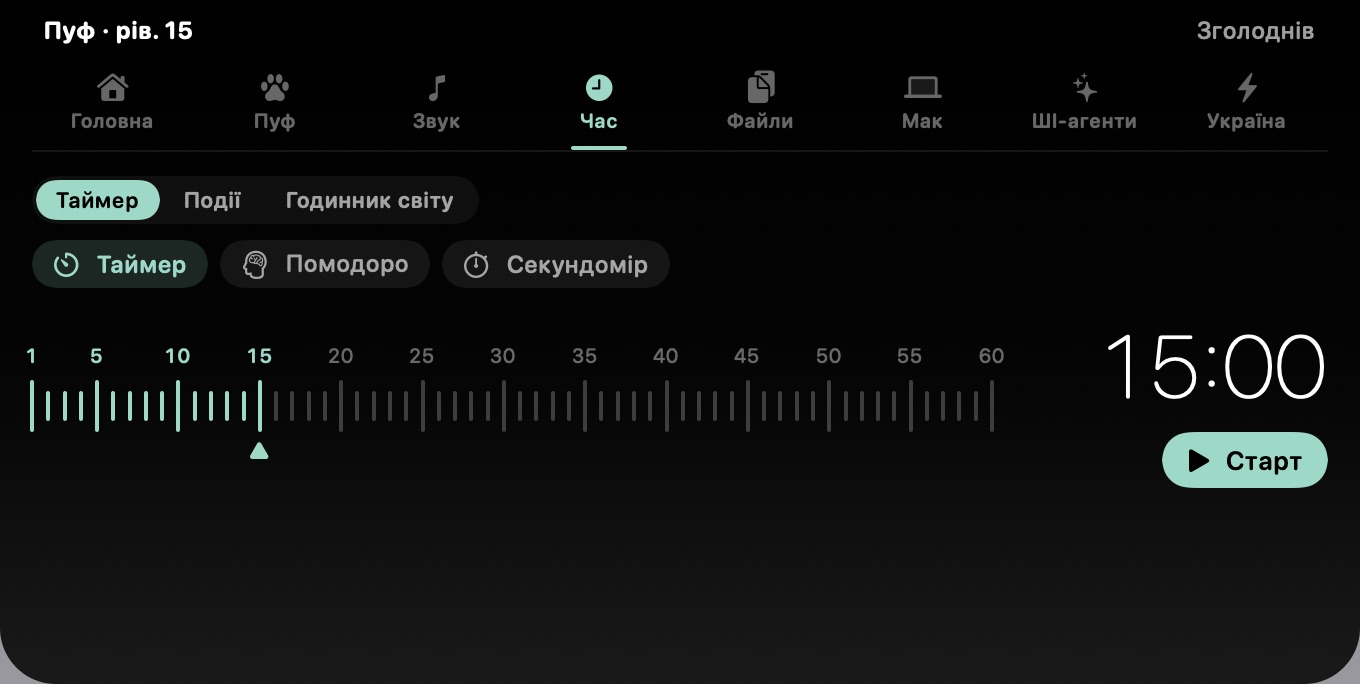 Пуф · рів. 15 Зголоднів
Головна Пуф Звук Час Файли Мак ШІ-агенти Україна
Таймер Події Годинник світу
Таймер Помодоро Секундомір
1 5 10 15 20 25 30 35 40 45 50 55 60
15:00
Старт